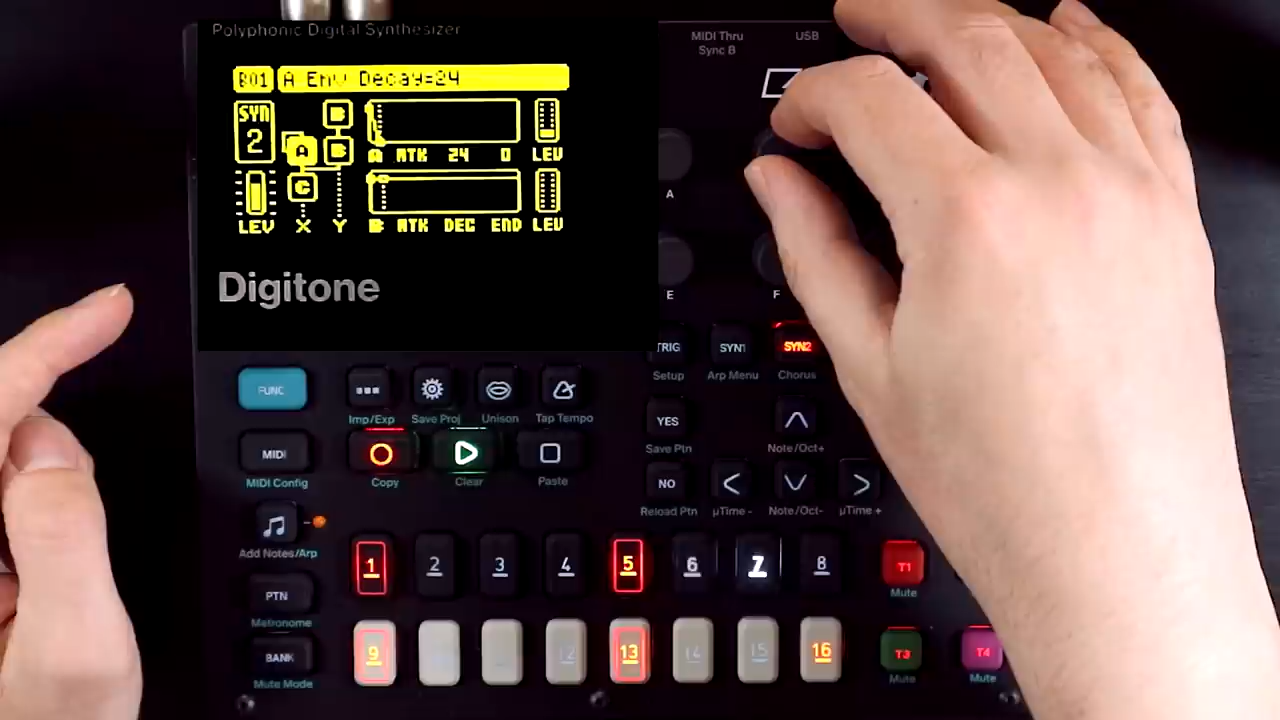 Polyphonic Digital Synthesizer
MIDI Thru
Sync B
USB
B01 A Env Decay=24
SYN
2
B
A B
C
A ATK 24 0 LEV
LEV X Y B ATK DEC END LEV
A
Digitone
E F
TRIG SYN1 SYN2
Setup Arp Menu Chorus
FUNC
Imp/Exp Save Proj Unison Tap Tempo
YES
Save Ptn Note/Oct+
MIDI
MIDI Config Copy Clear Paste
NO
Reload Ptn µTime - Note/Oct- µTime +
Add Notes/Arp
1 2 3 4 5 6 7 8 T1
Mute
PTN
Metronome
BANK 9 12 13 14 15 16 T3 T4
Mute Mode Mute Mute